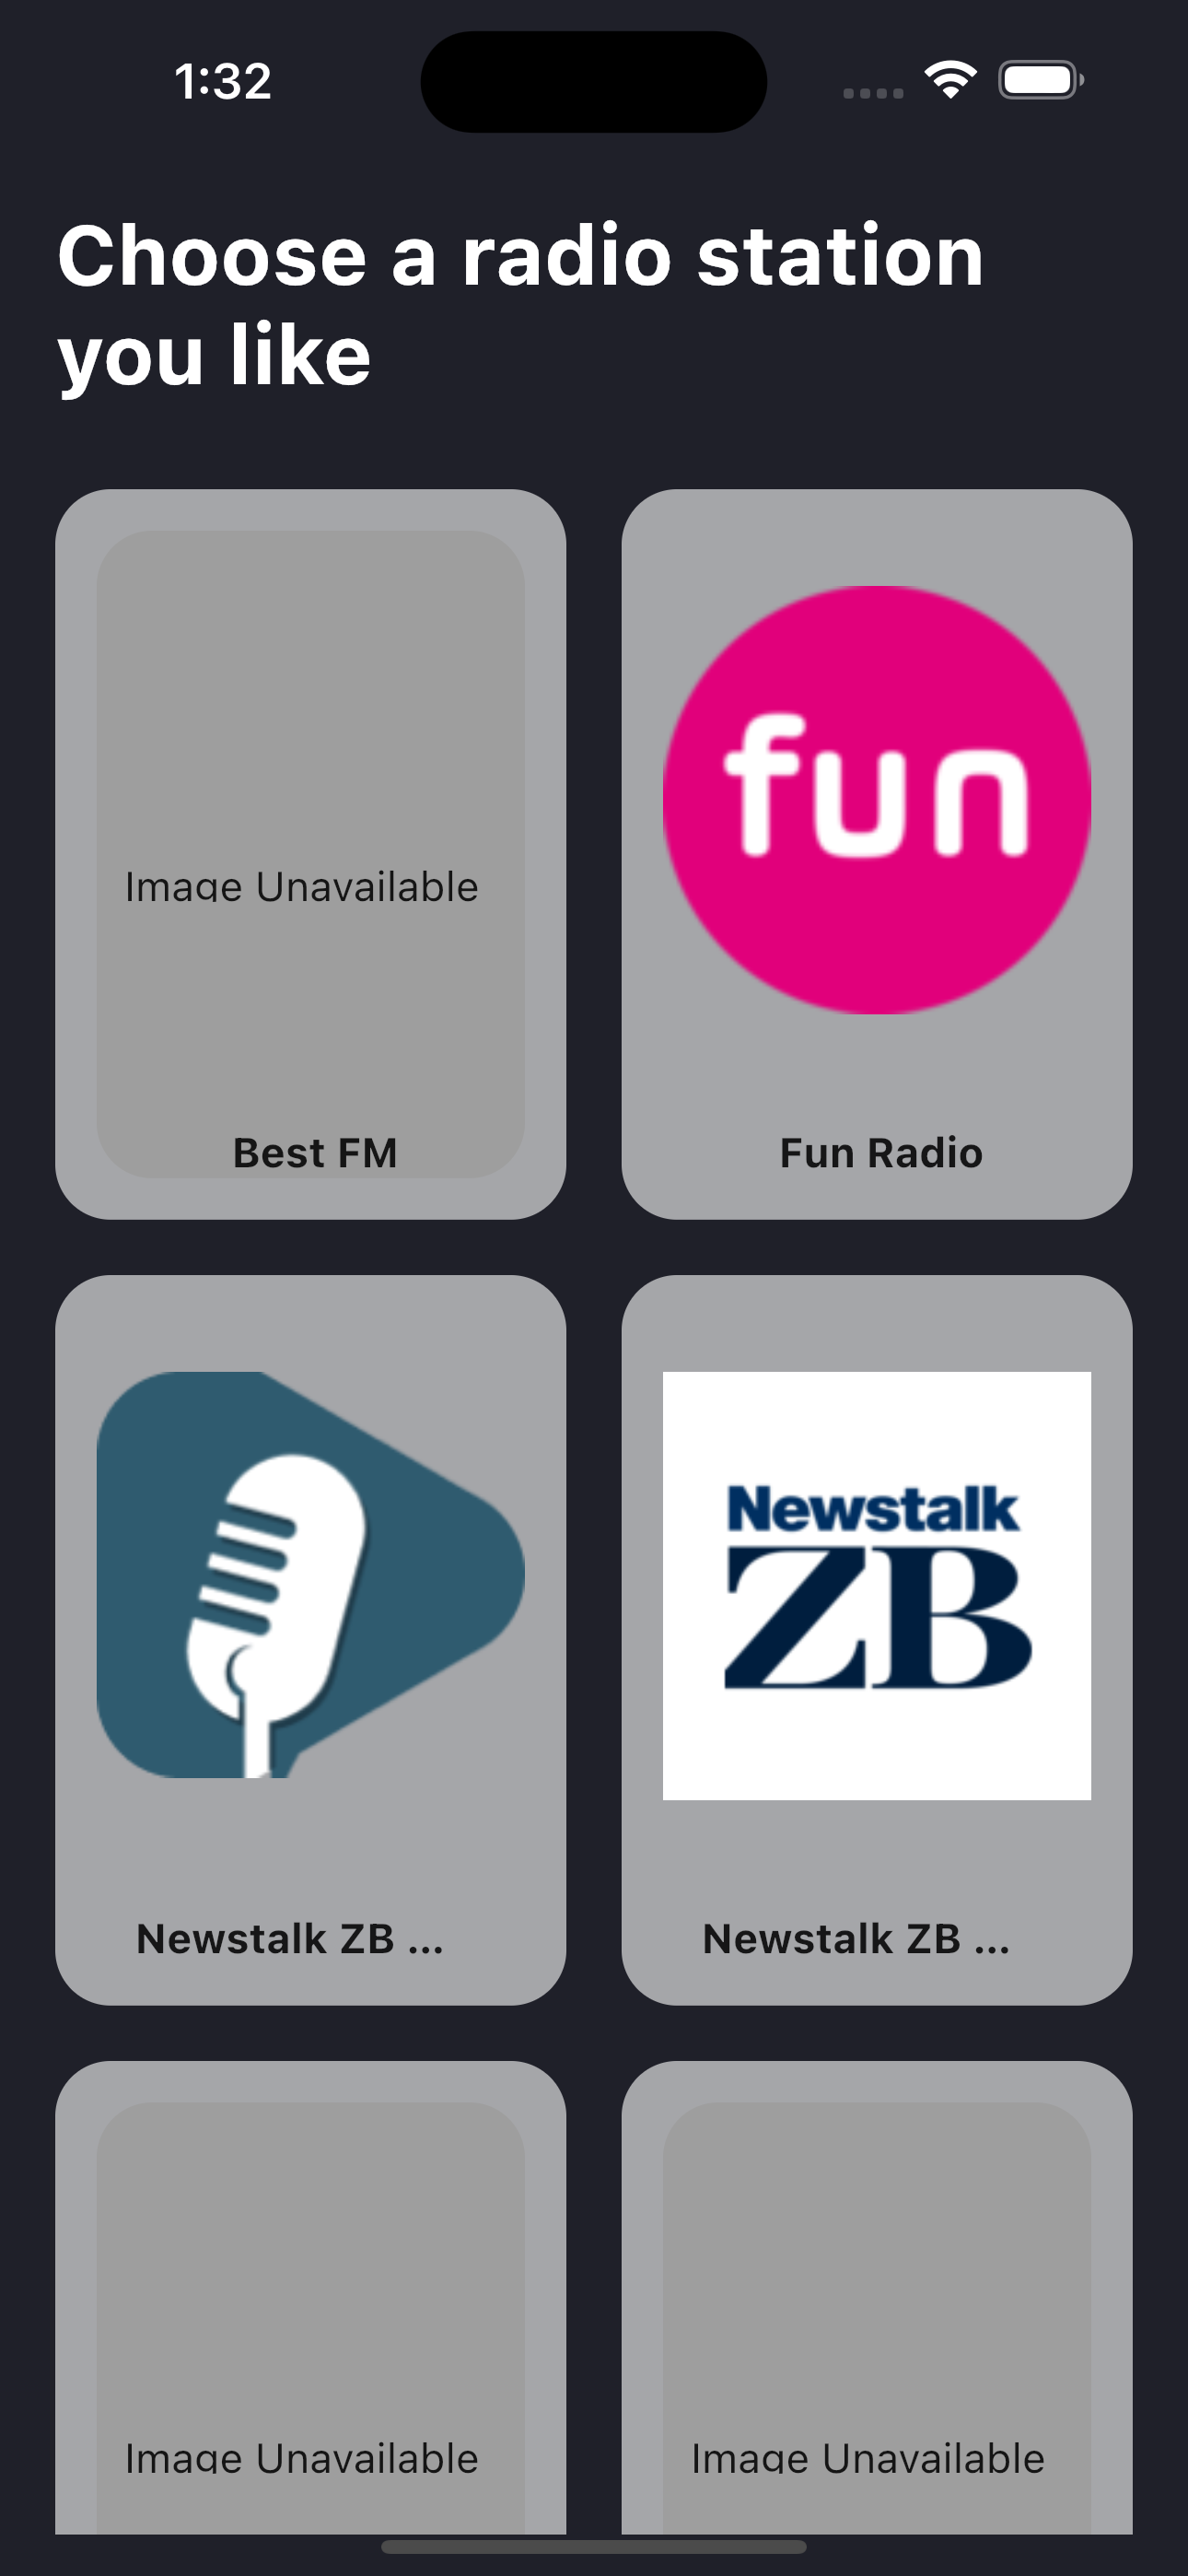 1:32
Choose a radio station
you like
Image Unavailable
fun
Best FM
Fun Radio
Newstalk
ZB
Newstalk ZB ...
Newstalk ZB ...
Image Unavailable
Image Unavailable